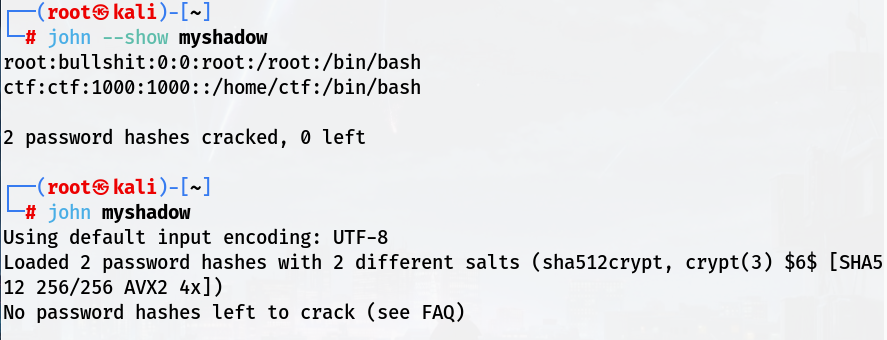 ┌──(root㉿kali)-[~]
└─# john --show myshadow
root:bullshit:0:0:root:/root:/bin/bash
ctf:ctf:1000:1000::/home/ctf:/bin/bash

2 password hashes cracked, 0 left

┌──(root㉿kali)-[~]
└─# john myshadow
Using default input encoding: UTF-8
Loaded 2 password hashes with 2 different salts (sha512crypt, crypt(3) $6$ [SHA5
12 256/256 AVX2 4x])
No password hashes left to crack (see FAQ)